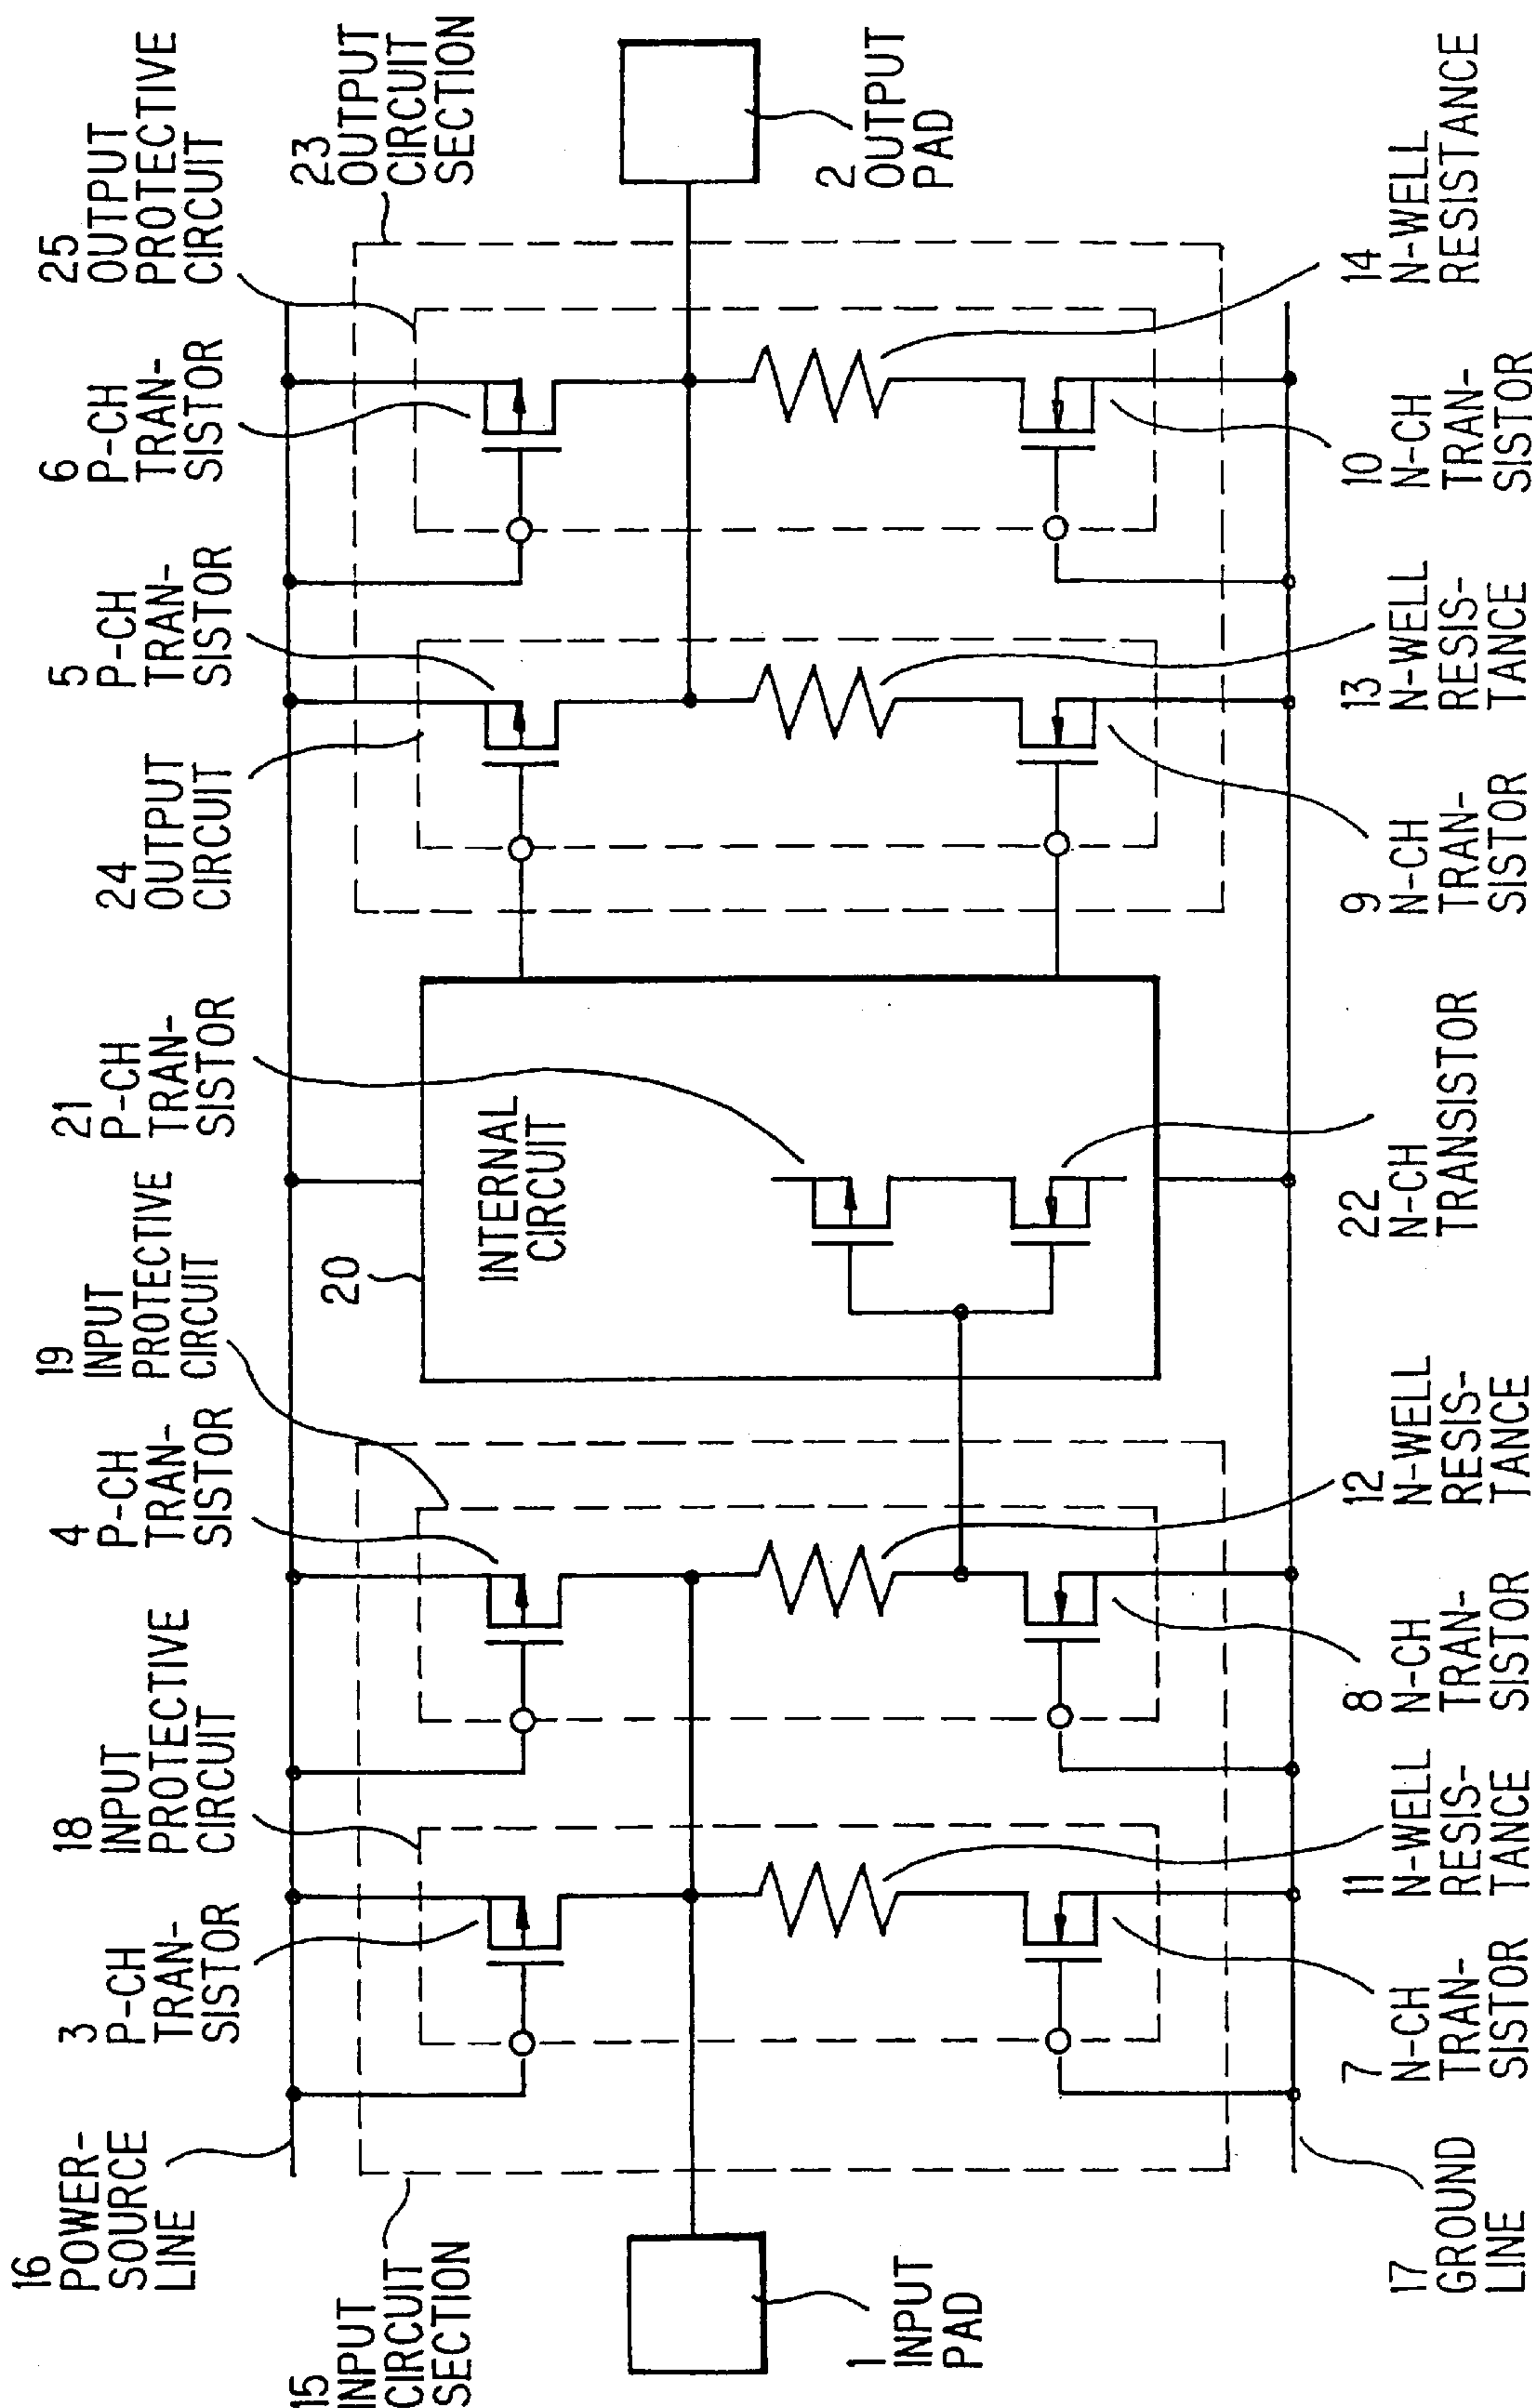 16
POWER-
SOURCE
LINE
3
P-CH
TRAN-
SISTOR
18
INPUT
PROTECTIVE
CIRCUIT
4
P-CH
TRAN-
SISTOR
19
INPUT
PROTECTIVE
CIRCUIT
21
P-CH
TRAN-
SISTOR
24
OUTPUT
CIRCUIT
5
P-CH
TRAN-
SISTOR
6
P-CH
TRAN-
SISTOR
25
OUTPUT
PROTECTIVE
CIRCUIT
15
INPUT
CIRCUIT
SECTION
20
INTERNAL
CIRCUIT
23
OUTPUT
CIRCUIT
SECTION
1
INPUT
PAD
2
OUTPUT
PAD
17
GROUND
LINE
7
N-CH
TRAN-
SISTOR
11
N-WELL
RESIS-
TANCE
8
N-CH
TRAN-
SISTOR
12
N-WELL
RESIS-
TANCE
22
N-CH
TRANSISTOR
9
N-CH
TRAN-
SISTOR
13
N-WELL
RESIS-
TANCE
10
N-CH
TRAN-
SISTOR
14
N-WELL
RESISTANCE